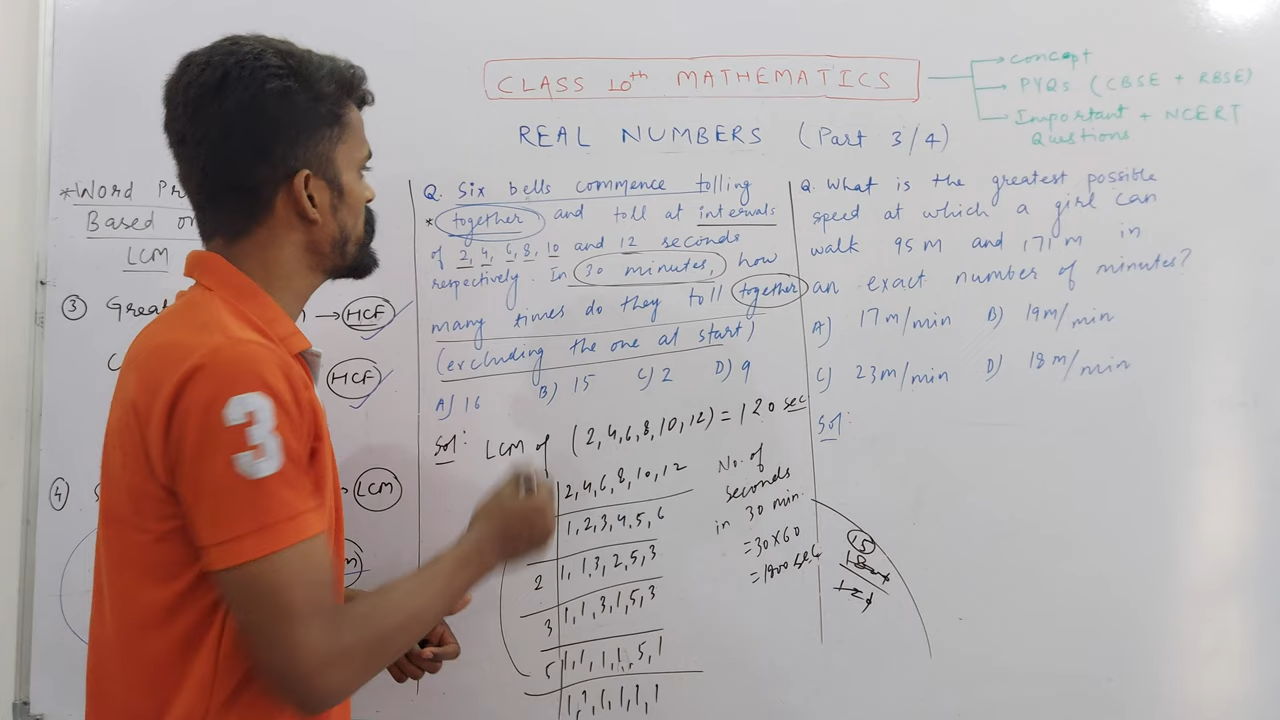 CLASS 10th MATHEMATICS
concept
PYQs (CBSE + RBSE)
Important + NCERT
Questions
REAL NUMBERS (Part 3/4)
*Word
Based
LCM
3
HCF
HCF
4
LCM
Q. Six bells commence tolling
* together and toll at intervals
of 2, 4, 6, 8, 10 and 12 seconds
respectively. In 30 minutes, how
many times do they toll together
(excluding the one at start)
A) 16 B) 15 C) 2 D) 9
Sol: LCM of (2,4,6,8,10,12) = 120 sec
2,4,6,8,10,12
1,2,3,4,5,6
2 1,1,3,2,5,3
3 1,1,3,1,5,3
5 1,1,1,1,5,1
1,1,1,1,1,1
No. of
seconds
in 30 min.
=30×60
=1800 sec
15
Q. What is the greatest possible
speed at which a girl can
walk 95 m and 171 m in
an exact number of minutes?
A) 17 m/min B) 19 m/min
C) 23 m/min D) 18 m/min
Sol:
3